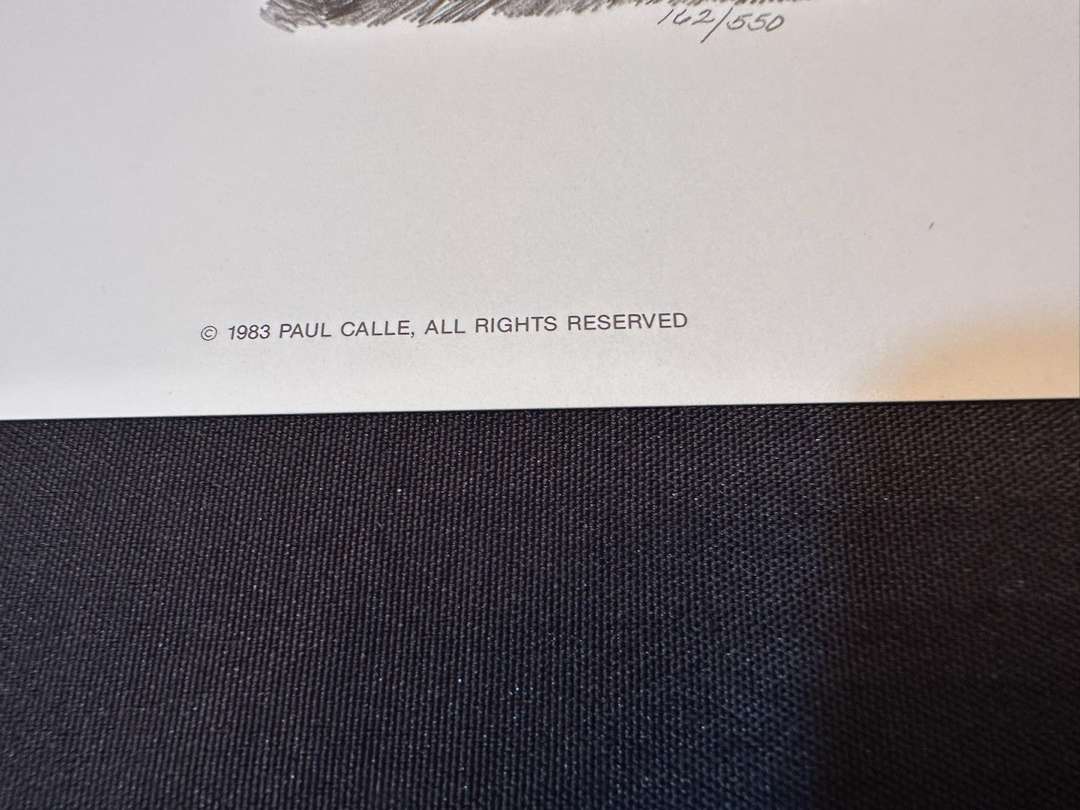 162/550
© 1983 PAUL CALLE, ALL RIGHTS RESERVED